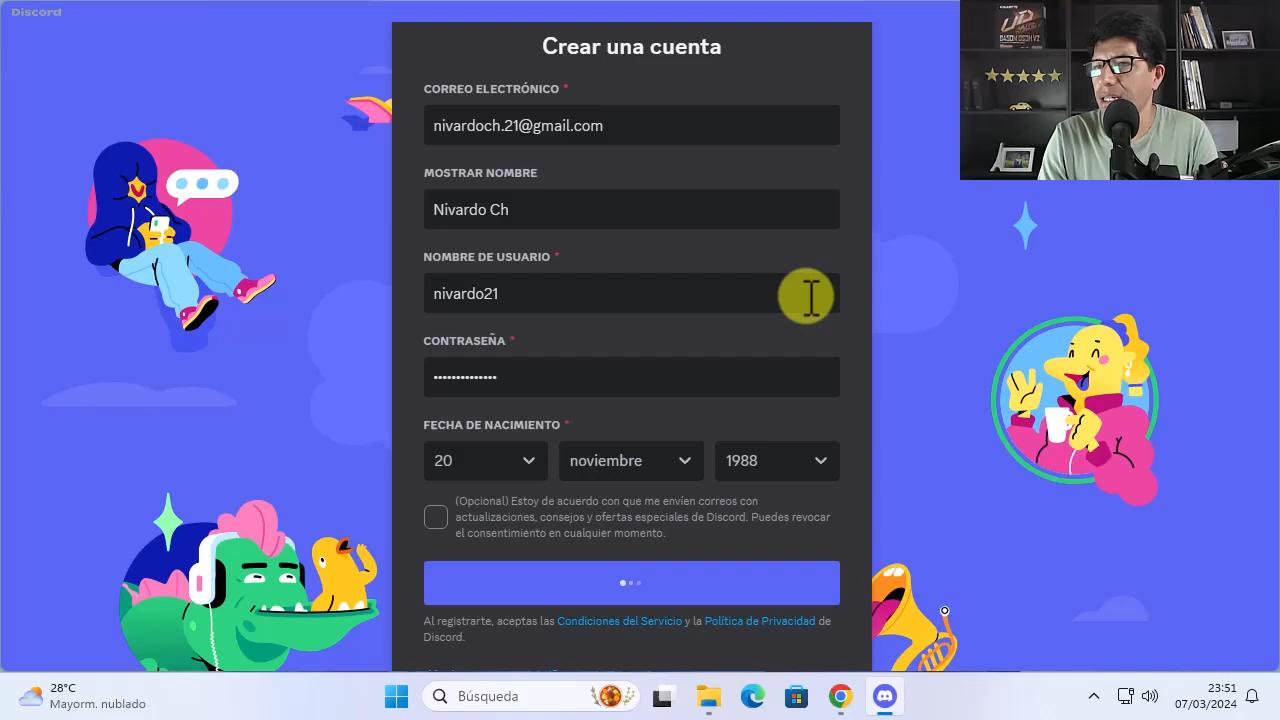 Discord
Crear una cuenta
CORREO ELECTRÓNICO *
nivardoch.21@gmail.com
MOSTRAR NOMBRE
Nivardo Ch
NOMBRE DE USUARIO *
nivardo21
CONTRASEÑA *
••••••••••••••
FECHA DE NACIMIENTO *
20 noviembre 1988
(Opcional) Estoy de acuerdo con que me envíen correos con
actualizaciones, consejos y ofertas especiales de Discord. Puedes revocar
el consentimiento en cualquier momento.
Al registrarte, aceptas las Condiciones del Servicio y la Política de Privacidad de
Discord.
28°C
Mayorm. nublado
Búsqueda
23:51
07/03/2024